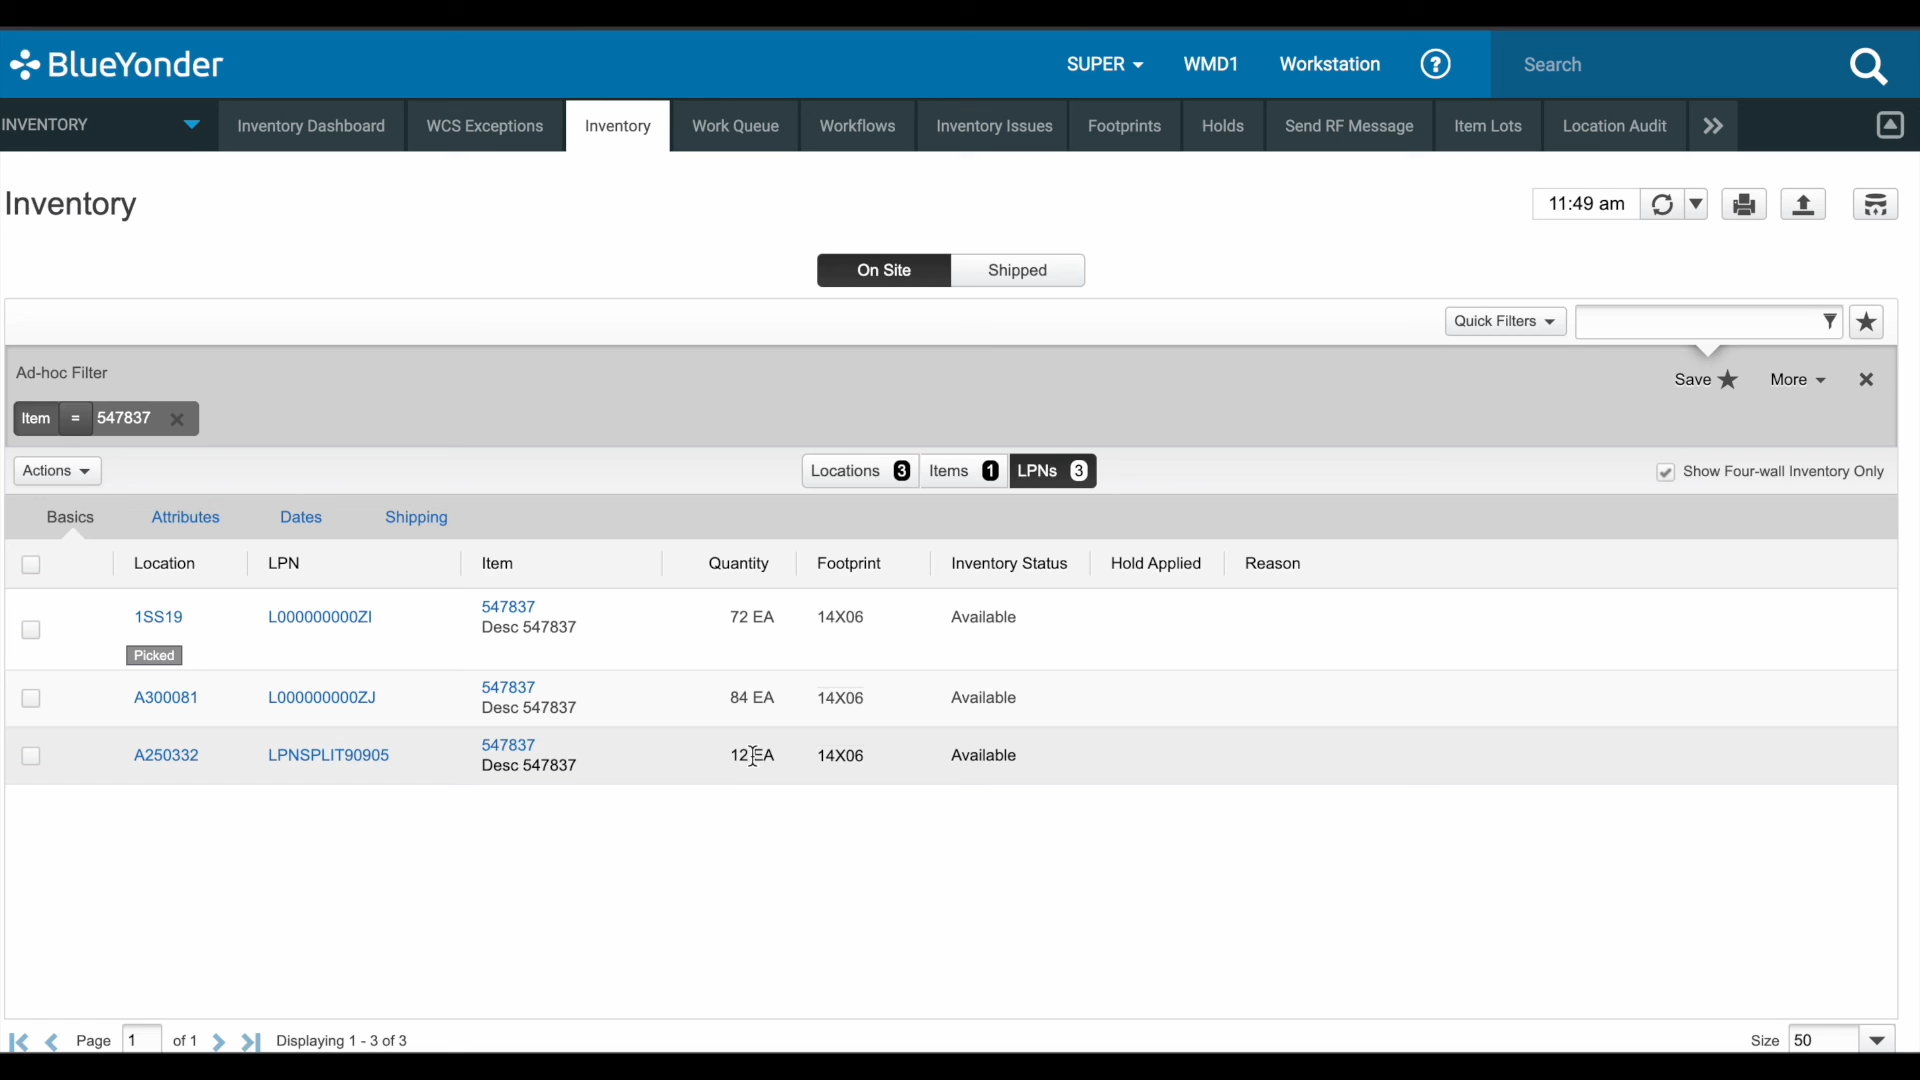 BlueYonder
SUPER
WMD1
Workstation
?
Search
INVENTORY
Inventory Dashboard
WCS Exceptions
Inventory
Work Queue
Workflows
Inventory Issues
Footprints
Holds
Send RF Message
Item Lots
Location Audit
Inventory
11:49 am
On Site
Shipped
Quick Filters
Ad-hoc Filter
Save
More
Item = 547837
Actions
Locations 3
Items 1
LPNs 3
Show Four-wall Inventory Only
Basics
Attributes
Dates
Shipping
Location LPN Item Quantity Footprint Inventory Status Hold Applied Reason
1SS19 L000000000ZI 547837 72 EA 14X06 Available
Desc 547837
Picked
A300081 L000000000ZJ 547837 84 EA 14X06 Available
Desc 547837
A250332 LPNSPLIT90905 547837 12 EA 14X06 Available
Desc 547837
Page 1 of 1 Displaying 1 - 3 of 3
Size 50